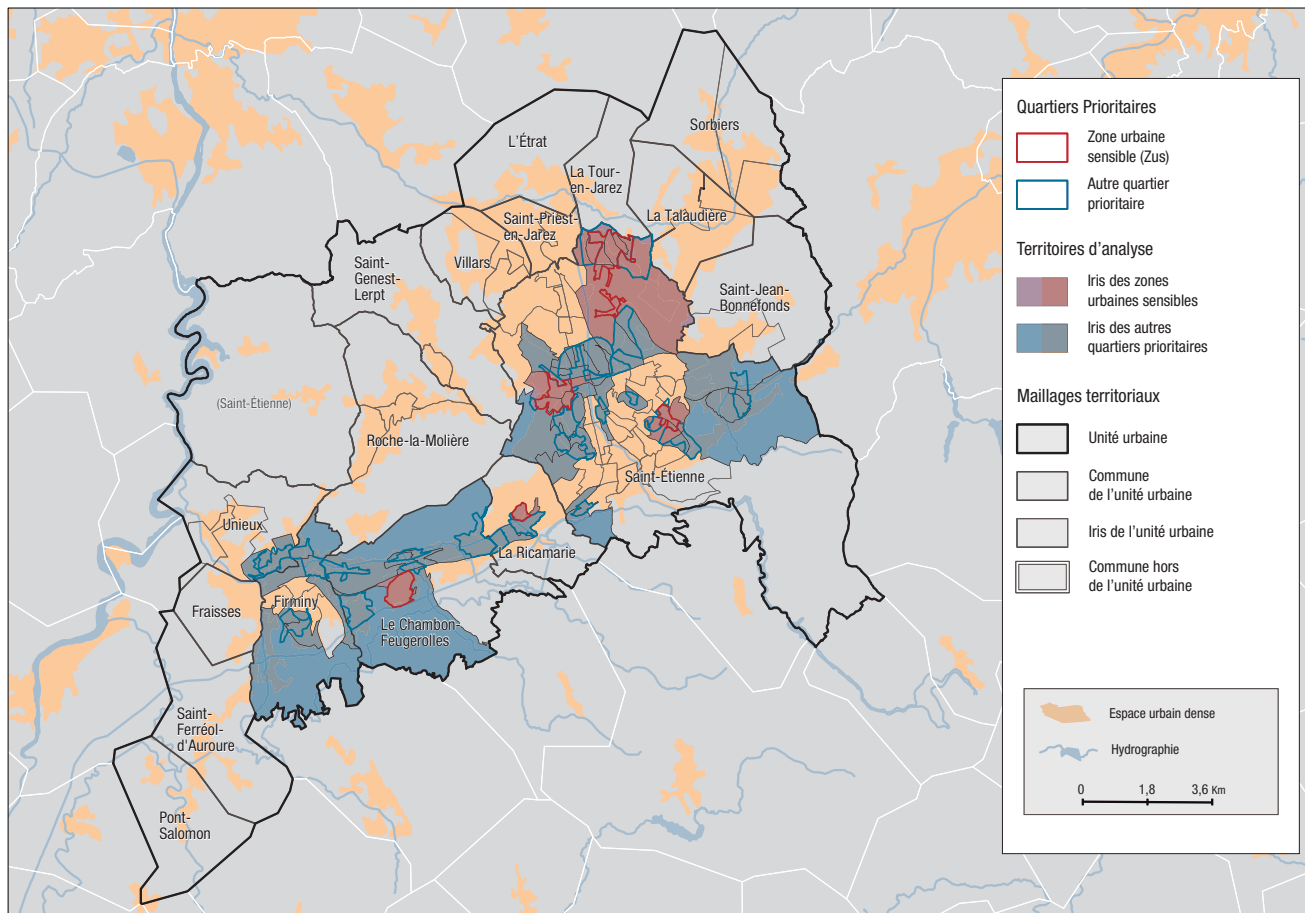 Sorbiers
L'Étrat
La Tour-
en-Jarez
La Talaudière
Saint-Priest-
en-Jarez
Villars
Saint-
Genest-
Lerpt
Saint-Jean-
Bonnefonds
(Saint-Étienne)
Roche-la-Molière
Saint-Étienne
Unieux
La Ricamarie
Fraisses
Firminy
Le Chambon-
Feugerolles
Saint-
Ferréol-
d'Auroure
Pont-
Salomon
Quartiers Prioritaires
Zone urbaine
sensible (Zus)
Autre quartier
prioritaire
Territoires d'analyse
Iris des zones
urbaines sensibles
Iris des autres
quartiers prioritaires
Maillages territoriaux
Unité urbaine
Commune
de l'unité urbaine
Iris de l'unité urbaine
Commune hors
de l'unité urbaine
Espace urbain dense
Hydrographie
0 1,8 3,6 Km